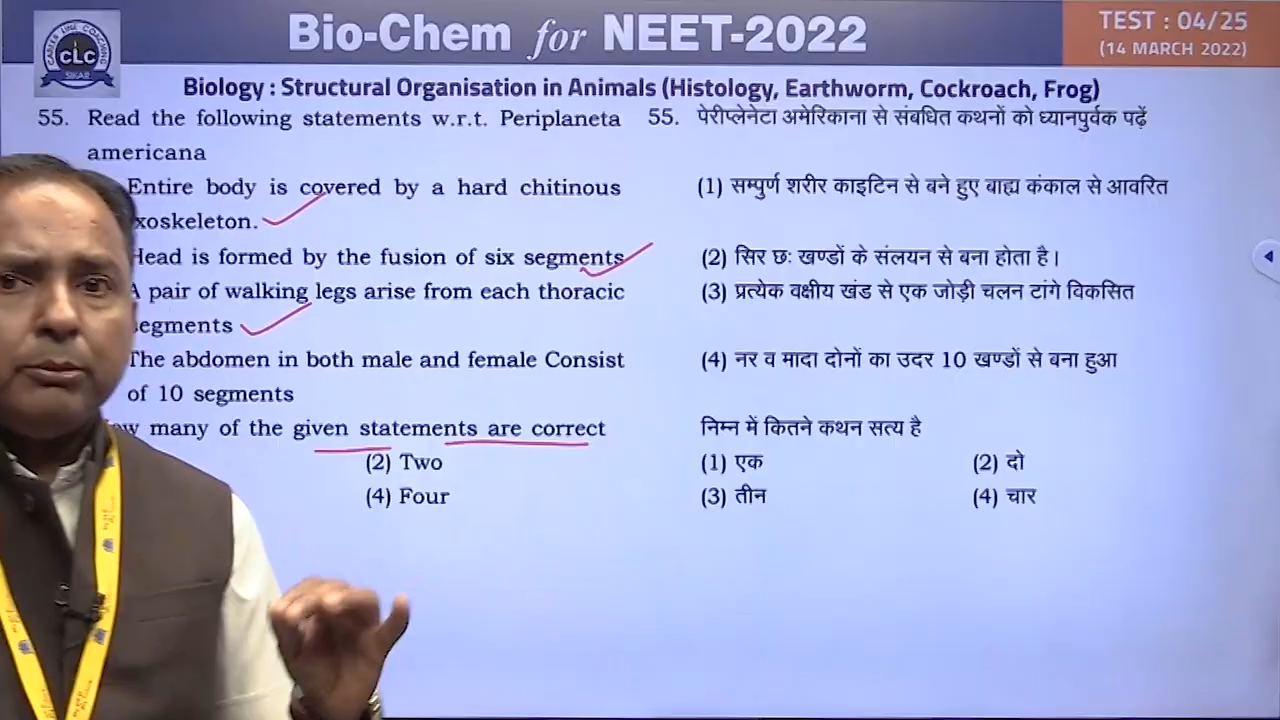 Bio-Chem for NEET-2022
TEST : 04/25
(14 MARCH 2022)
CLC
SIKAR
Biology : Structural Organisation in Animals (Histology, Earthworm, Cockroach, Frog)
55. Read the following statements w.r.t. Periplaneta
americana
Entire body is covered by a hard chitinous
xoskeleton.
Head is formed by the fusion of six segments
A pair of walking legs arise from each thoracic
segments
The abdomen in both male and female Consist
of 10 segments
ow many of the given statements are correct
(2) Two
(4) Four
55. पेरीप्लेनेटा अमेरिकाना से संबधित कथनों को ध्यानपुर्वक पढ़ें
(1) सम्पुर्ण शरीर काइटिन से बने हुए बाह्य कंकाल से आवरित
(2) सिर छः खण्डों के संलयन से बना होता है।
(3) प्रत्येक वक्षीय खंड से एक जोड़ी चलन टांगे विकसित
(4) नर व मादा दोनों का उदर 10 खण्डों से बना हुआ
निम्न में कितने कथन सत्य है
(1) एक (2) दो
(3) तीन (4) चार